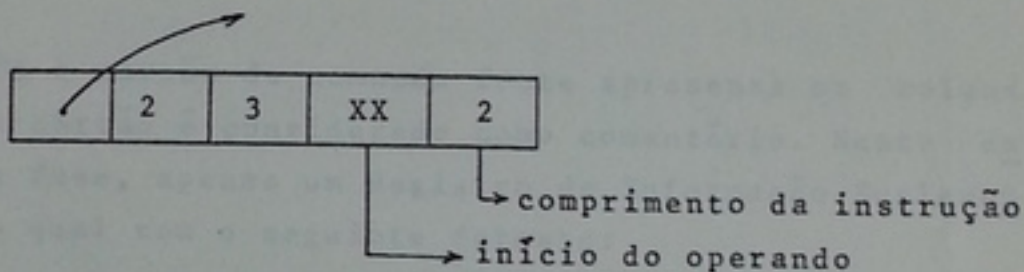 2 3 XX 2
comprimento da instrução
início do operando